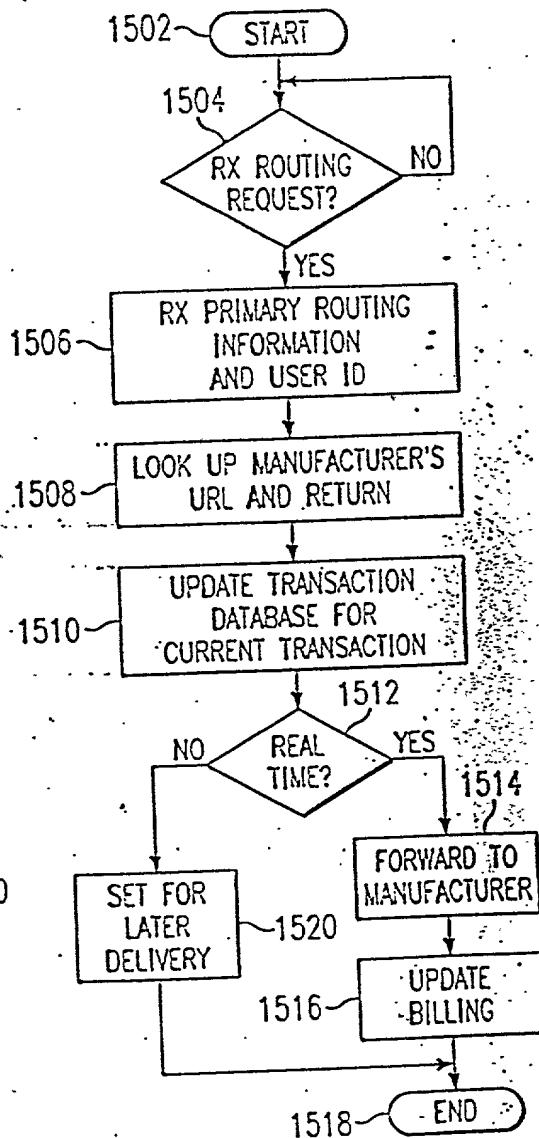 1502
START
1504
RX ROUTING
REQUEST?
NO
YES
1506
RX PRIMARY ROUTING
INFORMATION
AND USER ID
1508
LOOK UP MANUFACTURER'S
URL AND RETURN
1510
UPDATE TRANSACTION
DATABASE FOR
CURRENT TRANSACTION
1512
NO
REAL
TIME?
YES
1514
FORWARD TO
MANUFACTURER
0
SET FOR
LATER
DELIVERY
1520
1516
UPDATE
BILLING
1518
END